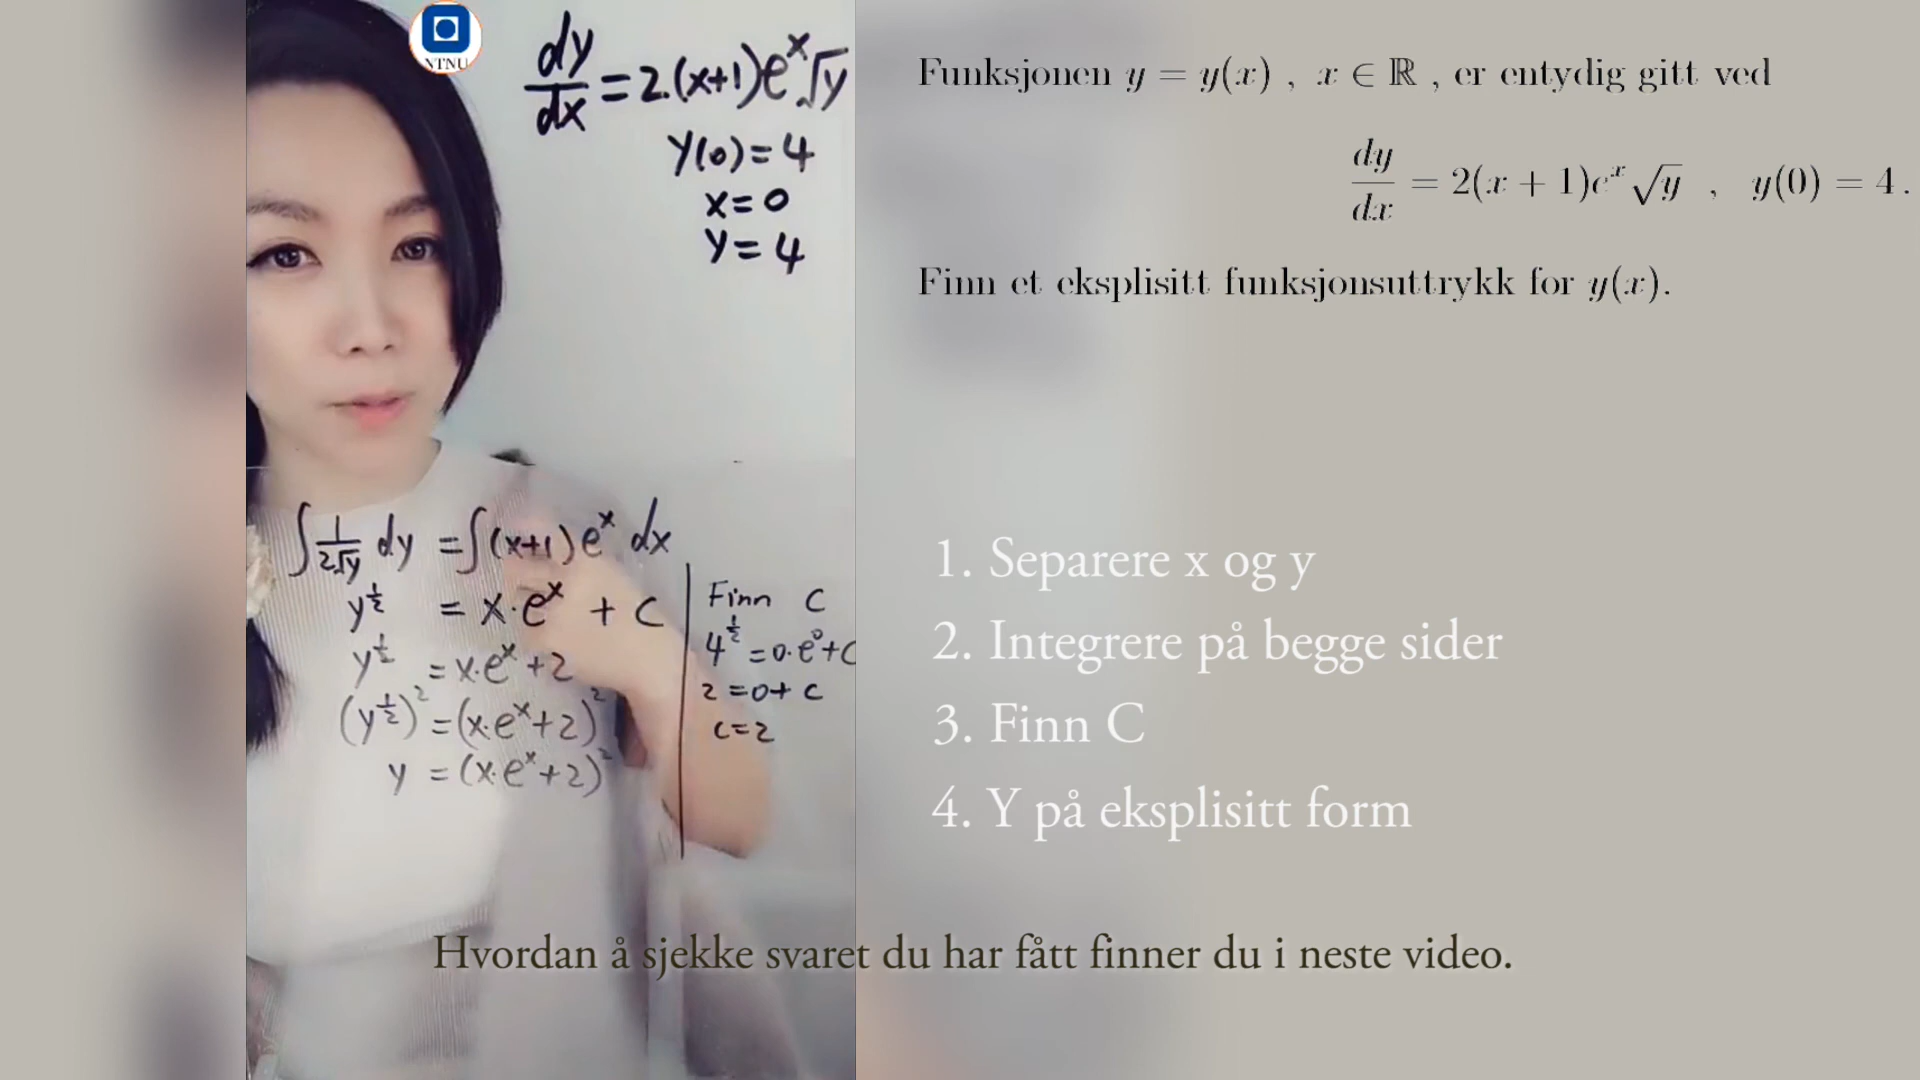 NTNU
dy/dx = 2.(x+1)e^x √y
y(0) = 4
x = 0
y = 4
∫ 1/(2√y) dy = ∫(x+1)e^x dx
y^(1/2) = x·e^x + C
y^(1/2) = x·e^x + 2
(y^(1/2))^2 = (x·e^x + 2)^2
y = (x·e^x + 2)^2
Finn C
4^(1/2) = 0·e^0 + C
2 = 0 + C
C = 2
Funksjonen y = y(x) , x ∈ ℝ , er entydig gitt ved
dy/dx = 2(x + 1)e^x √y , y(0) = 4 .
Finn et eksplisitt funksjonsuttrykk for y(x).
1. Separere x og y
2. Integrere på begge sider
3. Finn C
4. Y på eksplisitt form
Hvordan å sjekke svaret du har fått finner du i neste video.